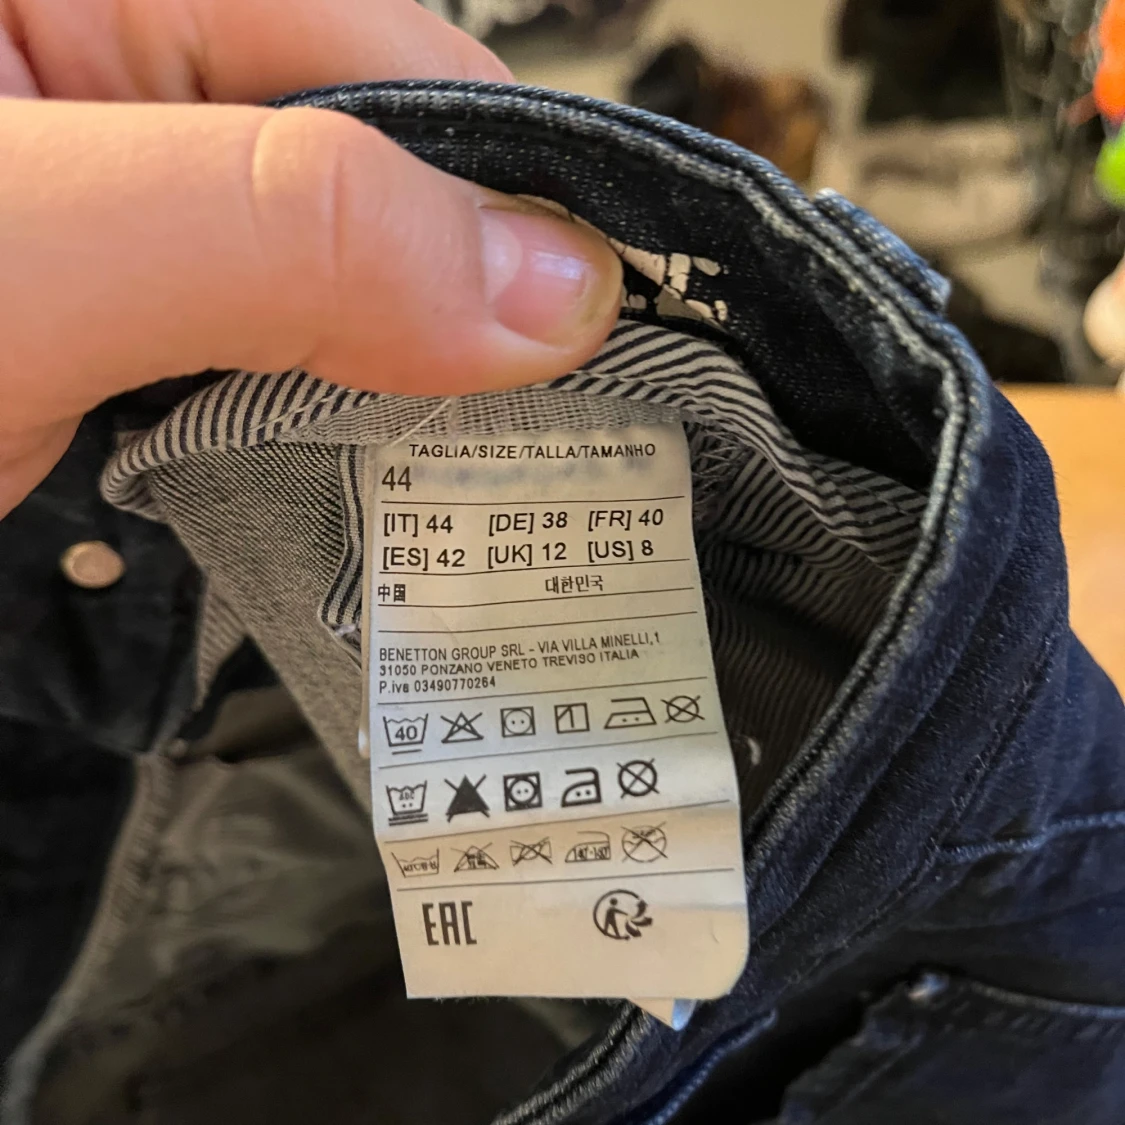 TAGLIA/SIZE/TALLA/TAMANHO
44
[IT] 44 [DE] 38 [FR] 40
[ES] 42 [UK] 12 [US] 8
中国 대한민국
BENETTON GROUP SRL - VIA VILLA MINELLI,1
31050 PONZANO VENETO TREVISO ITALIA
P.iva 03490770264
40
EAC